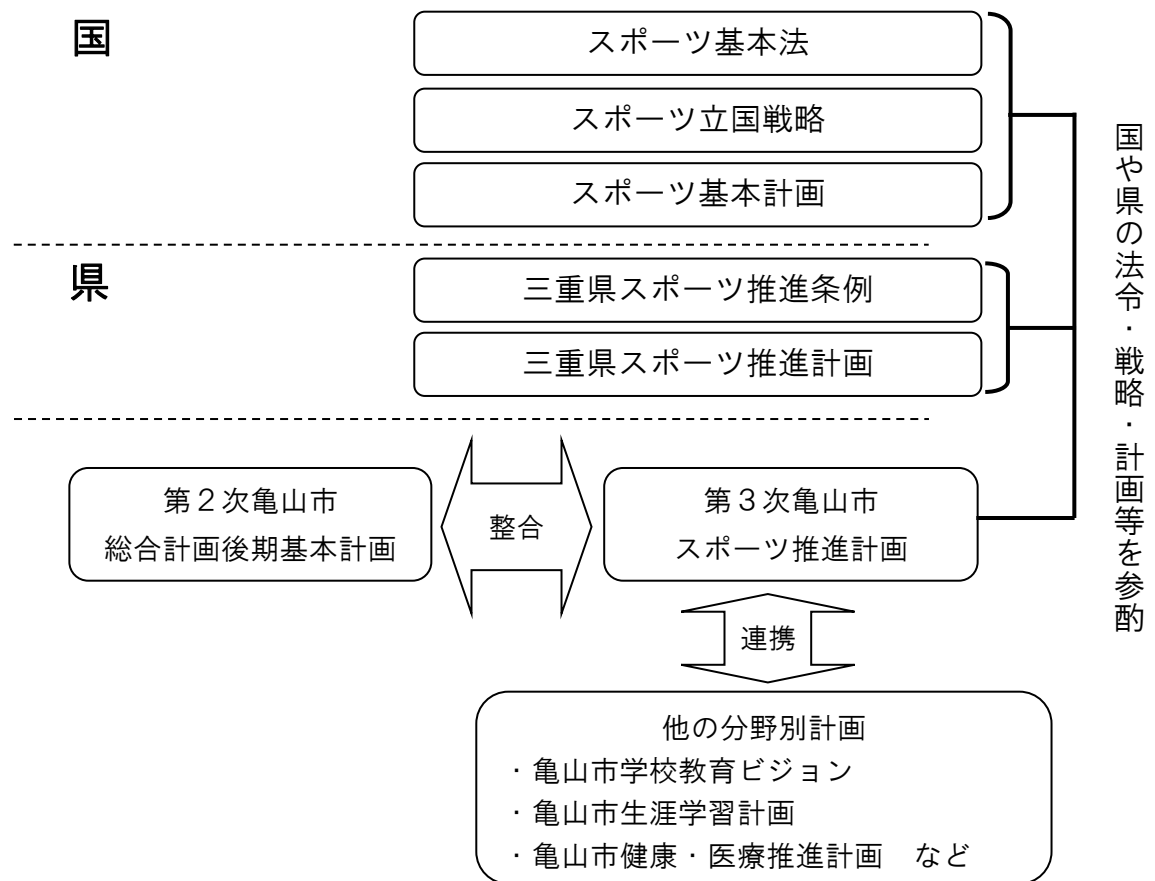 国
スポーツ基本法
スポーツ立国戦略
スポーツ基本計画
県
三重県スポーツ推進条例
三重県スポーツ推進計画
国や県の法令・戦略・計画等を参酌
第２次亀山市
総合計画後期基本計画
整合
第３次亀山市
スポーツ推進計画
連携
他の分野別計画
・亀山市学校教育ビジョン
・亀山市生涯学習計画
・亀山市健康・医療推進計画　など